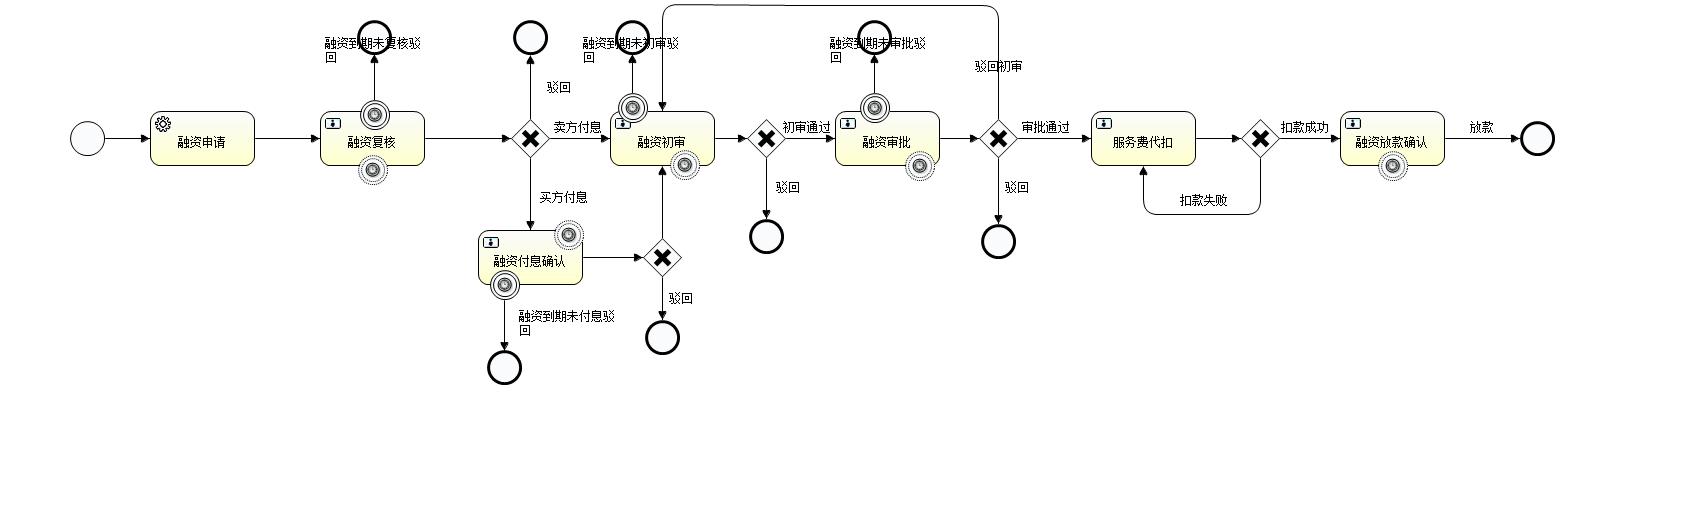 融资到期未复核驳
回
融资到期未初审驳
回
融资到期未审批驳
回
驳回初审
驳回
融资申请
融资复核
卖方付息
融资初审
初审通过
融资审批
审批通过
服务费代扣
扣款成功
融资放款确认
放款
买方付息
驳回
驳回
扣款失败
融资付息确认
驳回
融资到期未付息驳
回